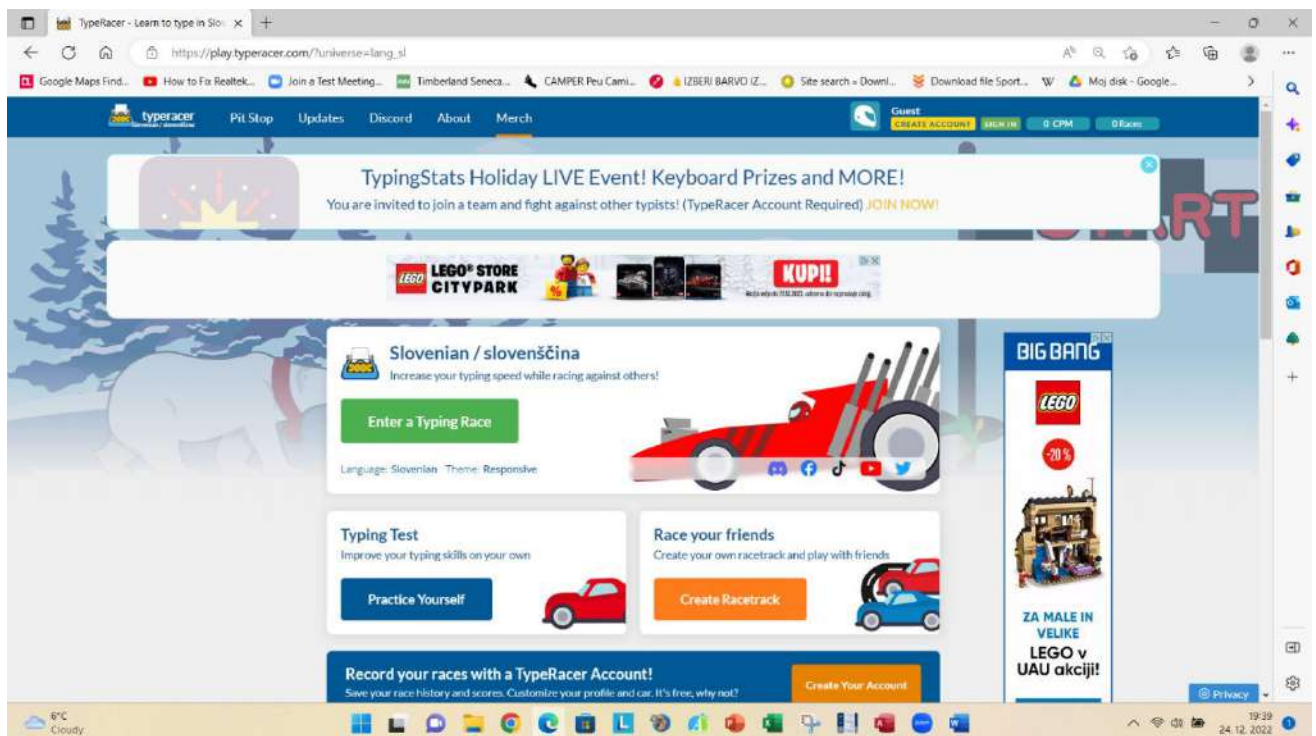 TypeRacer - Learn to type in Slo
https://play.typeracer.com/?universe=lang_sl
Google Maps Find...
How to Fix Realtek...
Join a Test Meeting...
Timberland Seneca...
CAMPER Peu Cami...
IZBERI BARVO IZ...
Site search » Downl...
Download file Sport...
Moj disk - Google...
typeracer Pit Stop Updates Discord About Merch
Slovenian / slovenščina
Guest
CREATE ACCOUNT SIGN IN 0 CPM 0 Races
TypingStats Holiday LIVE Event! Keyboard Prizes and MORE!
You are invited to join a team and fight against other typists! (TypeRacer Account Required) JOIN NOW!
START
LEGO LEGO® STORE
CITYPARK
%
KUPI!
Slovenian / slovenščina
Increase your typing speed while racing against others!
Enter a Typing Race
Language: Slovenian Theme: Responsive
Typing Test
Improve your typing skills on your own
Practice Yourself
Race your friends
Create your own racetrack and play with friends
Create Racetrack
Record your races with a TypeRacer Account!
Save your race history and scores. Customize your profile and car. It's free, why not?
Create Your Account
BIG BANG
LEGO
-20 %
ZA MALE IN
VELIKE
LEGO v
UAU akciji!
Privacy
6°C
Cloudy
19:39
24. 12. 2022